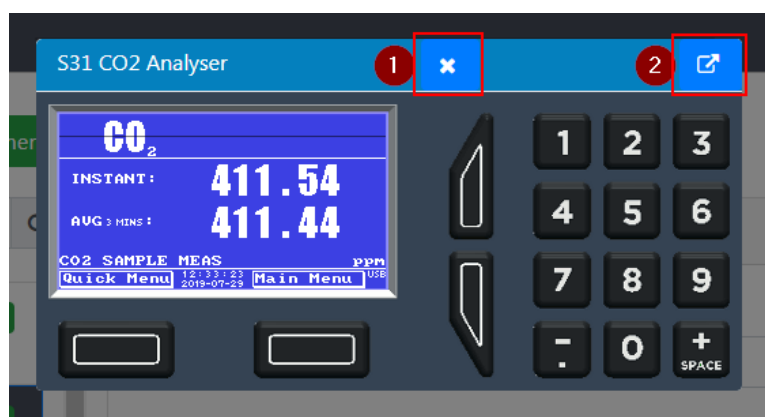 S31 CO2 Analyser
1
2
CO2
INSTANT: 411.54
AVG 3 MINS: 411.44
CO2 SAMPLE MEAS ppm
Quick Menu 12:33:23 2019-07-29 Main Menu USB
1 2 3
4 5 6
7 8 9
- . 0 + SPACE